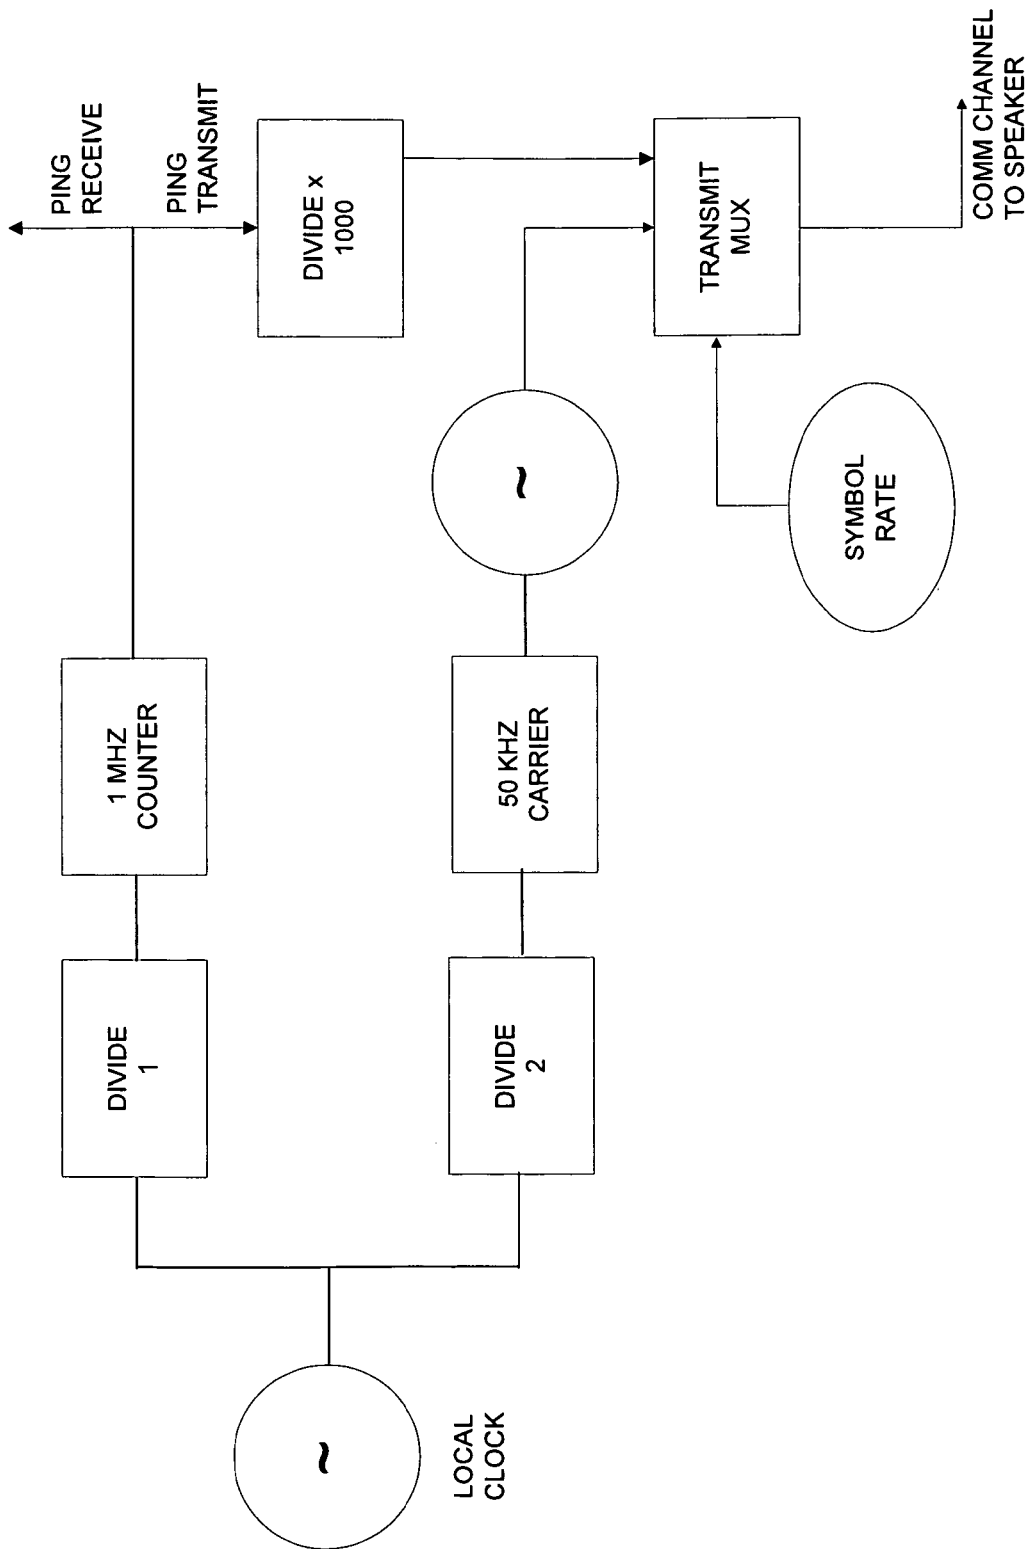 LOCAL
CLOCK
DIVIDE
1
1 MHZ
COUNTER
PING
RECEIVE
PING
TRANSMIT
DIVIDE x
1000
DIVIDE
2
50 KHZ
CARRIER
~
~
TRANSMIT
MUX
SYMBOL
RATE
COMM CHANNEL
TO SPEAKER